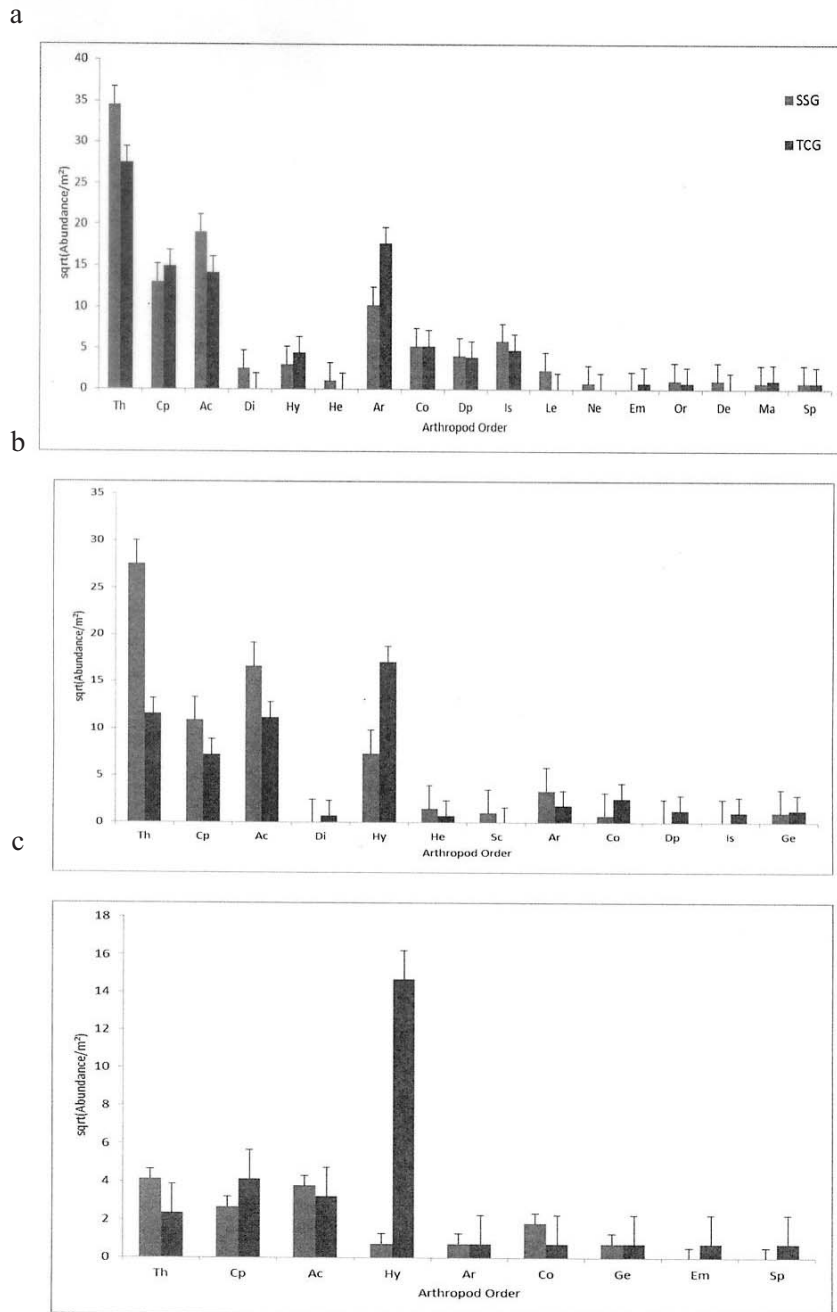 a
40
35
30
25
20
15
10
5
0
sqrt(Abundance/m²)
SSG
TCG
Th Cp Ac Di Hy He Ar Co Dp Is Le Ne Em Or De Ma Sp
Arthropod Order
b
35
30
25
20
15
10
5
0
sqrt(Abundance/m²)
Th Cp Ac Di Hy He Sc Ar Co Dp Is Ge
Arthropod Order
c
18
16
14
12
10
8
6
4
2
0
sqrt(Abundance/m²)
Th Cp Ac Hy Ar Co Ge Em Sp
Arthropod Order